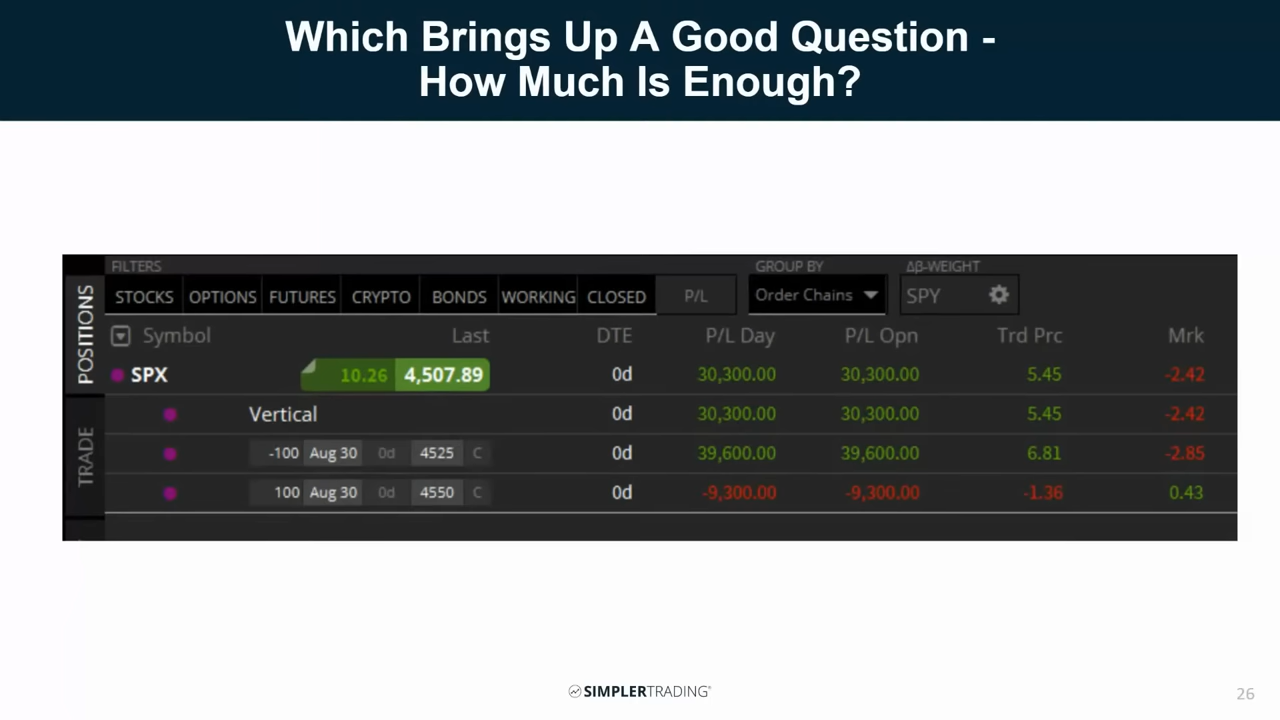 Which Brings Up A Good Question -
How Much Is Enough?
POSITIONS
TRADE
FILTERS GROUP BY Δβ-WEIGHT
STOCKS OPTIONS FUTURES CRYPTO BONDS WORKING CLOSED P/L Order Chains SPY
Symbol Last DTE P/L Day P/L Opn Trd Prc Mrk
SPX 10.26 4,507.89 0d 30,300.00 30,300.00 5.45 -2.42
Vertical 0d 30,300.00 30,300.00 5.45 -2.42
-100 Aug 30 0d 4525 C 0d 39,600.00 39,600.00 6.81 -2.85
100 Aug 30 0d 4550 C 0d -9,300.00 -9,300.00 -1.36 0.43
SIMPLERTRADING®
26